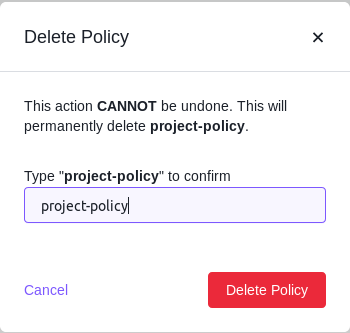 Delete Policy
This action CANNOT be undone. This will
permanently delete project-policy.
Type "project-policy" to confirm
project-policy
Cancel
Delete Policy